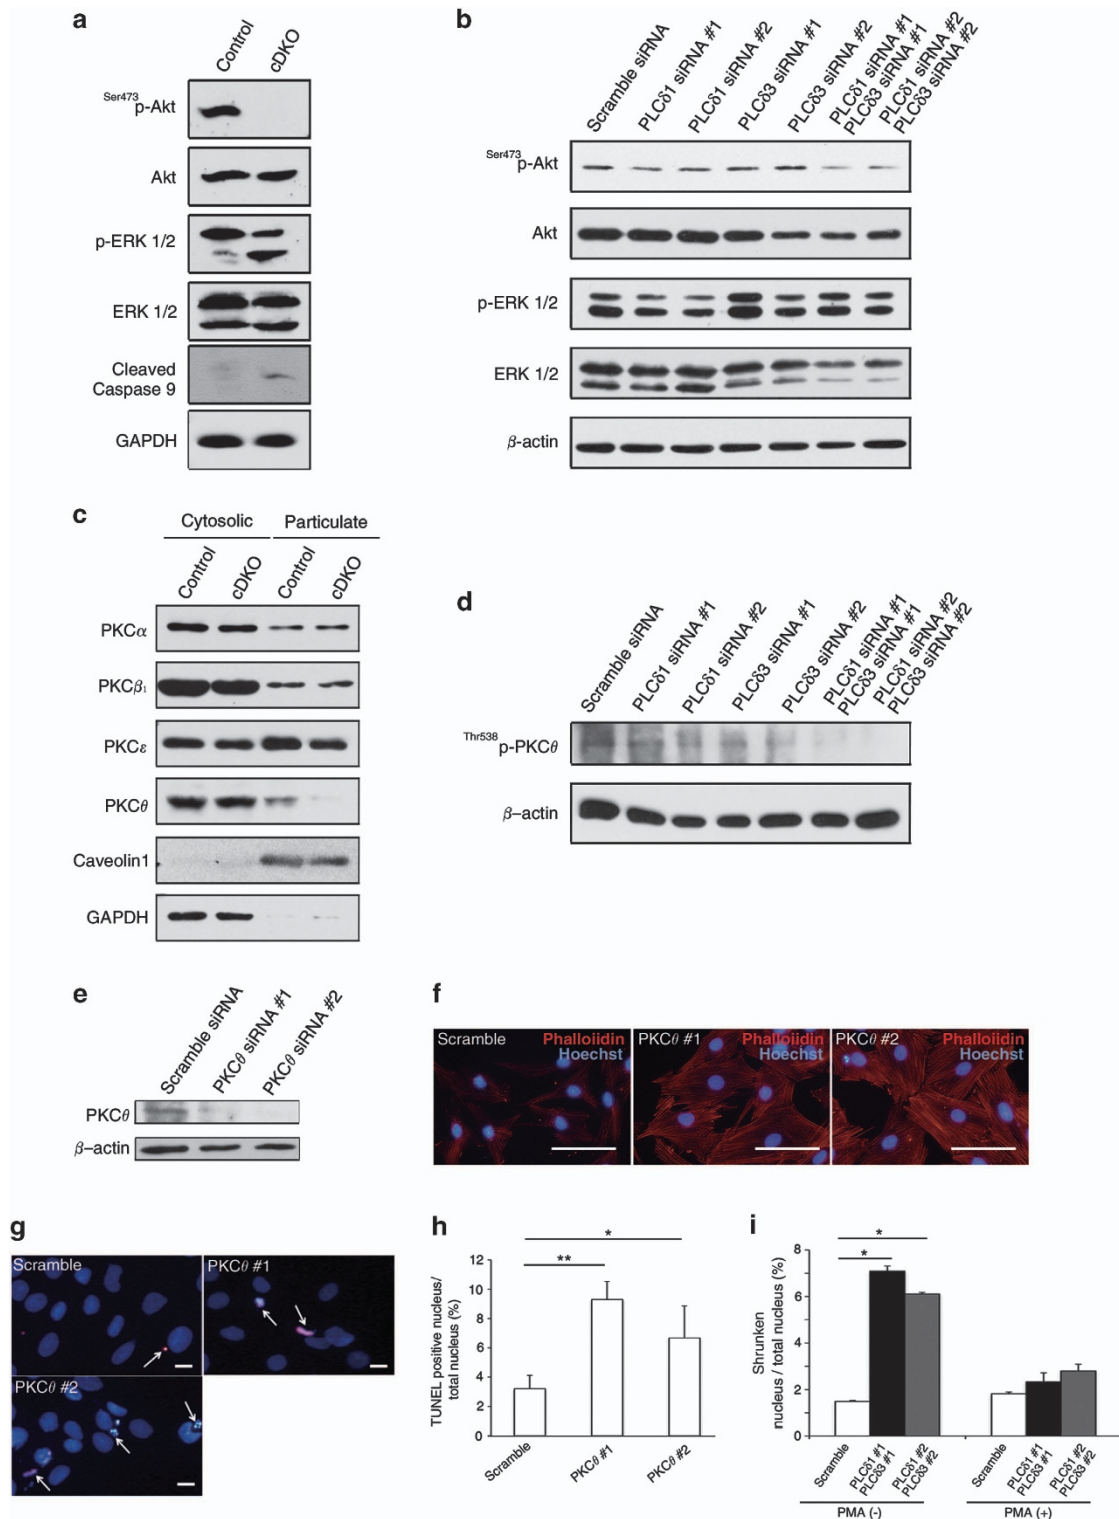 a
Control
cDKO
Ser473p-Akt
Akt
p-ERK 1/2
ERK 1/2
Cleaved
Caspase 9
GAPDH
b
Scramble siRNA
PLCδ1 siRNA #1
PLCδ1 siRNA #2
PLCδ3 siRNA #1
PLCδ3 siRNA #2
PLCδ1 siRNA #1
PLCδ3 siRNA #1
PLCδ1 siRNA #2
PLCδ3 siRNA #2
Ser473p-Akt
Akt
p-ERK 1/2
ERK 1/2
β-actin
c
Cytosolic
Particulate
Control
cDKO
Control
cDKO
PKCα
PKCβ1
PKCε
PKCθ
Caveolin1
GAPDH
d
Scramble siRNA
PLCδ1 siRNA #1
PLCδ1 siRNA #2
PLCδ3 siRNA #1
PLCδ3 siRNA #2
PLCδ1 siRNA #1
PLCδ3 siRNA #1
PLCδ1 siRNA #2
PLCδ3 siRNA #2
Thr538p-PKCθ
β–actin
e
Scramble siRNA
PKCθ siRNA #1
PKCθ siRNA #2
PKCθ
β–actin
f
Scramble
Phalloiidin
Hoechst
PKCθ #1
Phalloiidin
Hoechst
PKCθ #2
Phalloiidin
Hoechst
g
Scramble
PKCθ #1
PKCθ #2
h
TUNEL positive nucleus/
total nucleus (%)
12
10
8
6
4
2
0
*
**
Scramble
PKCθ #1
PKCθ #2
i
Shrunken
nucleus / total nucleus (%)
8
6
4
2
0
*
*
Scramble
PLCδ1 #1
PLCδ3 #1
PLCδ1 #2
PLCδ3 #2
Scramble
PLCδ1 #1
PLCδ3 #1
PLCδ1 #2
PLCδ3 #2
PMA (-)
PMA (+)